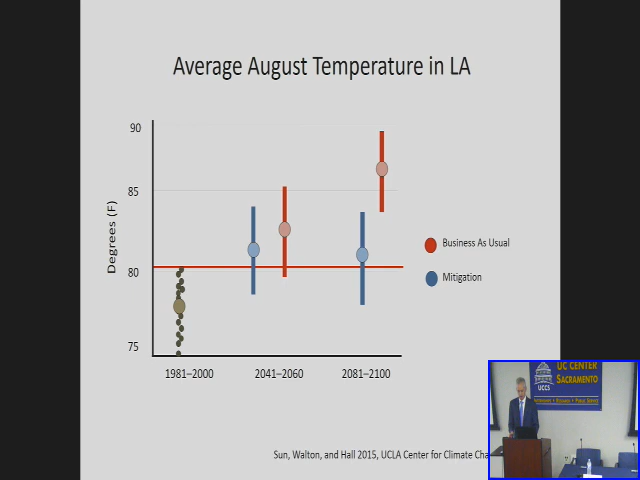 Average August Temperature in LA
90
85
80
75
Degrees (F)
1981–2000
2041–2060
2081–2100
Business As Usual
Mitigation
Sun, Walton, and Hall 2015, UCLA Center for Climate Cha
UC CENTER
SACRAMENTO
UCCS